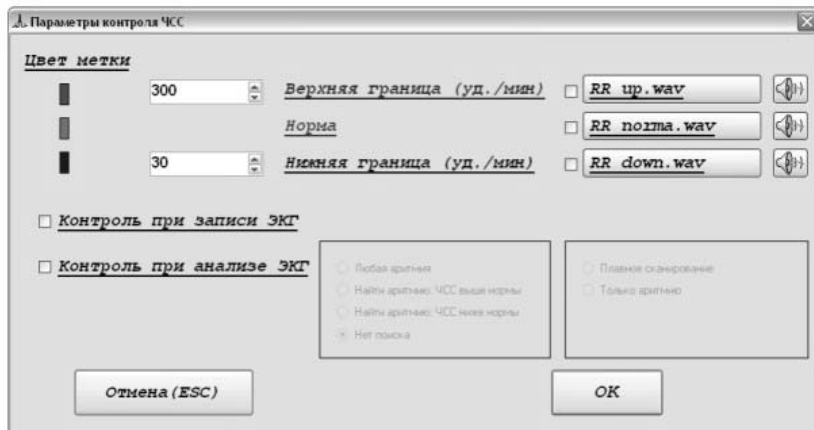 Параметры контроля ЧСС
Цвет метки
300 Верхняя граница (уд./мин) RR up.wav
Норма RR norma.wav
30 Нижняя граница (уд./мин) RR down.wav
Контроль при записи ЭКГ
Контроль при анализе ЭКГ
Любая аритмия
Найти аритмию: ЧСС выше нормы
Найти аритмию: ЧСС ниже нормы
Нет поиска
Плавное сканирование
Только аритмию
Отмена(ESC) OK